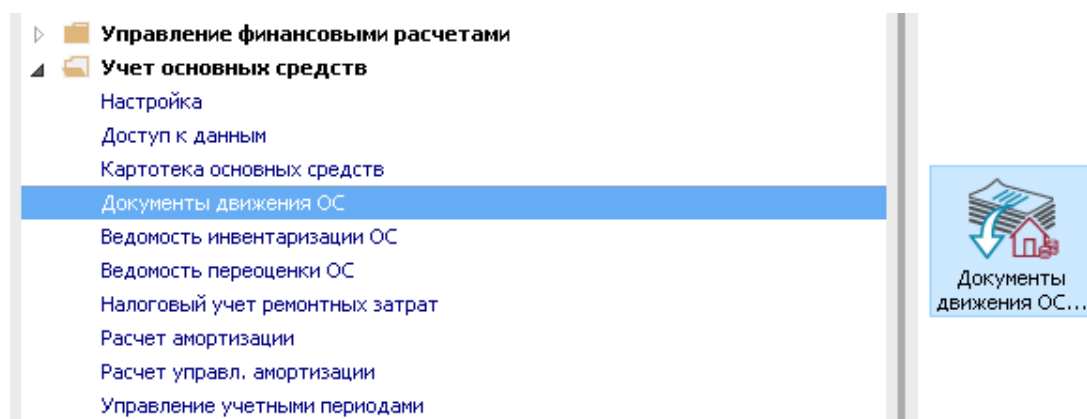 Управление финансовыми расчетами
Учет основных средств
Настройка
Доступ к данным
Картотека основных средств
Документы движения ОС
Ведомость инвентаризации ОС
Ведомость переоценки ОС
Налоговый учет ремонтных затрат
Расчет амортизации
Расчет управл. амортизации
Управление учетными периодами
Документы
движения ОС...